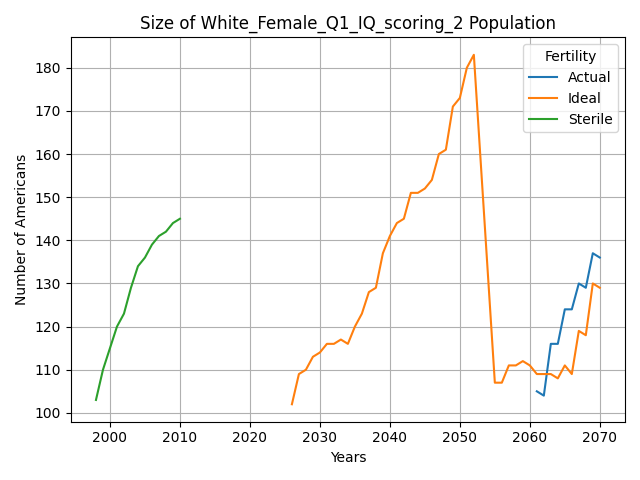 Size of White_Female_Q1_IQ_scoring_2 Population
Fertility
Actual
Ideal
Sterile
Number of Americans
180
170
160
150
140
130
120
110
100
2000 2010 2020 2030 2040 2050 2060 2070
Years